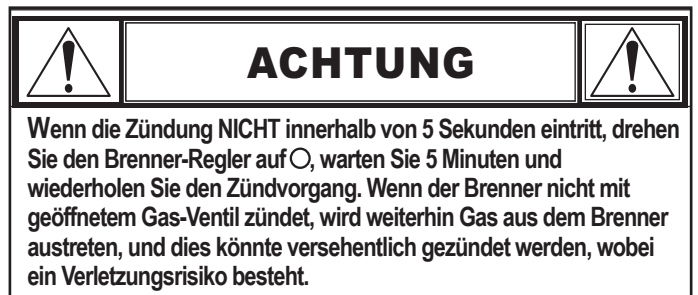 ACHTUNG
Wenn die Zündung NICHT innerhalb von 5 Sekunden eintritt, drehen
Sie den Brenner-Regler auf ○, warten Sie 5 Minuten und
wiederholen Sie den Zündvorgang. Wenn der Brenner nicht mit
geöffnetem Gas-Ventil zündet, wird weiterhin Gas aus dem Brenner
austreten, und dies könnte versehentlich gezündet werden, wobei
ein Verletzungsrisiko besteht.